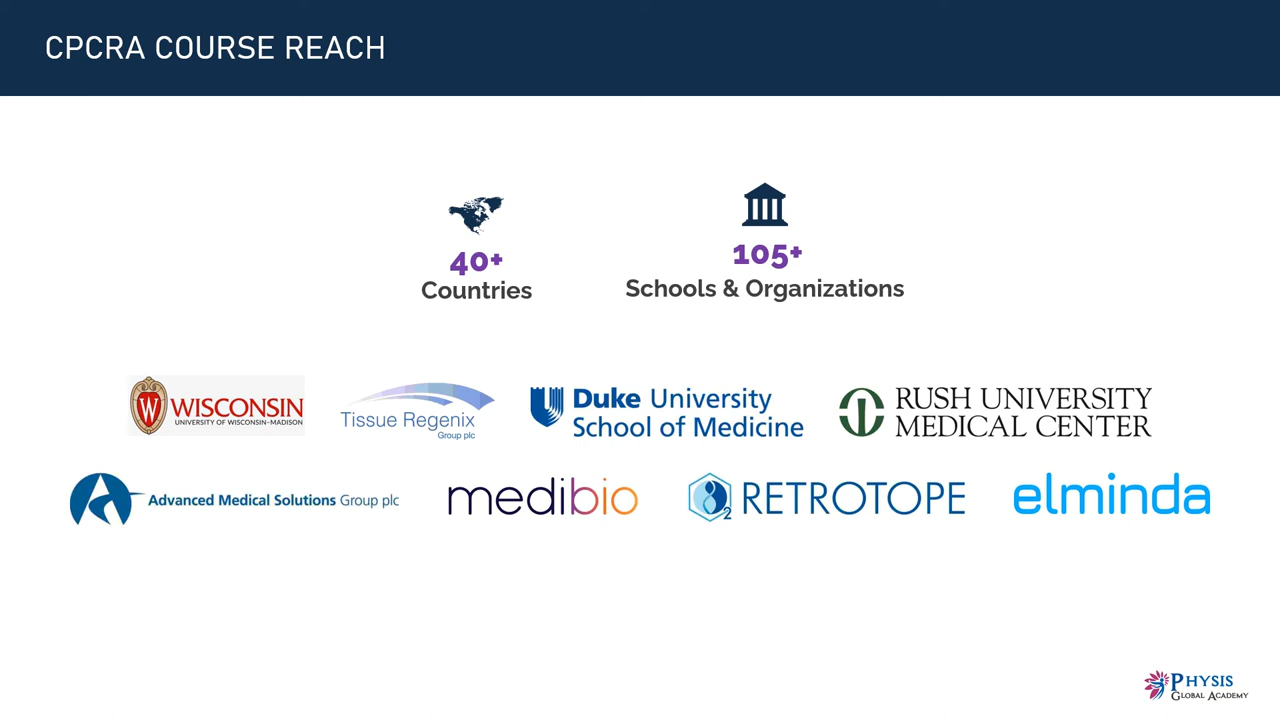 CPCRA COURSE REACH
40+
Countries
105+
Schools & Organizations
W WISCONSIN
UNIVERSITY OF WISCONSIN–MADISON
Tissue Regenix
Group plc
Duke University
School of Medicine
RUSH UNIVERSITY
MEDICAL CENTER
Advanced Medical Solutions Group plc
medibio
2 RETROTOPE
elminda
PHYSIS
GLOBAL ACADEMY